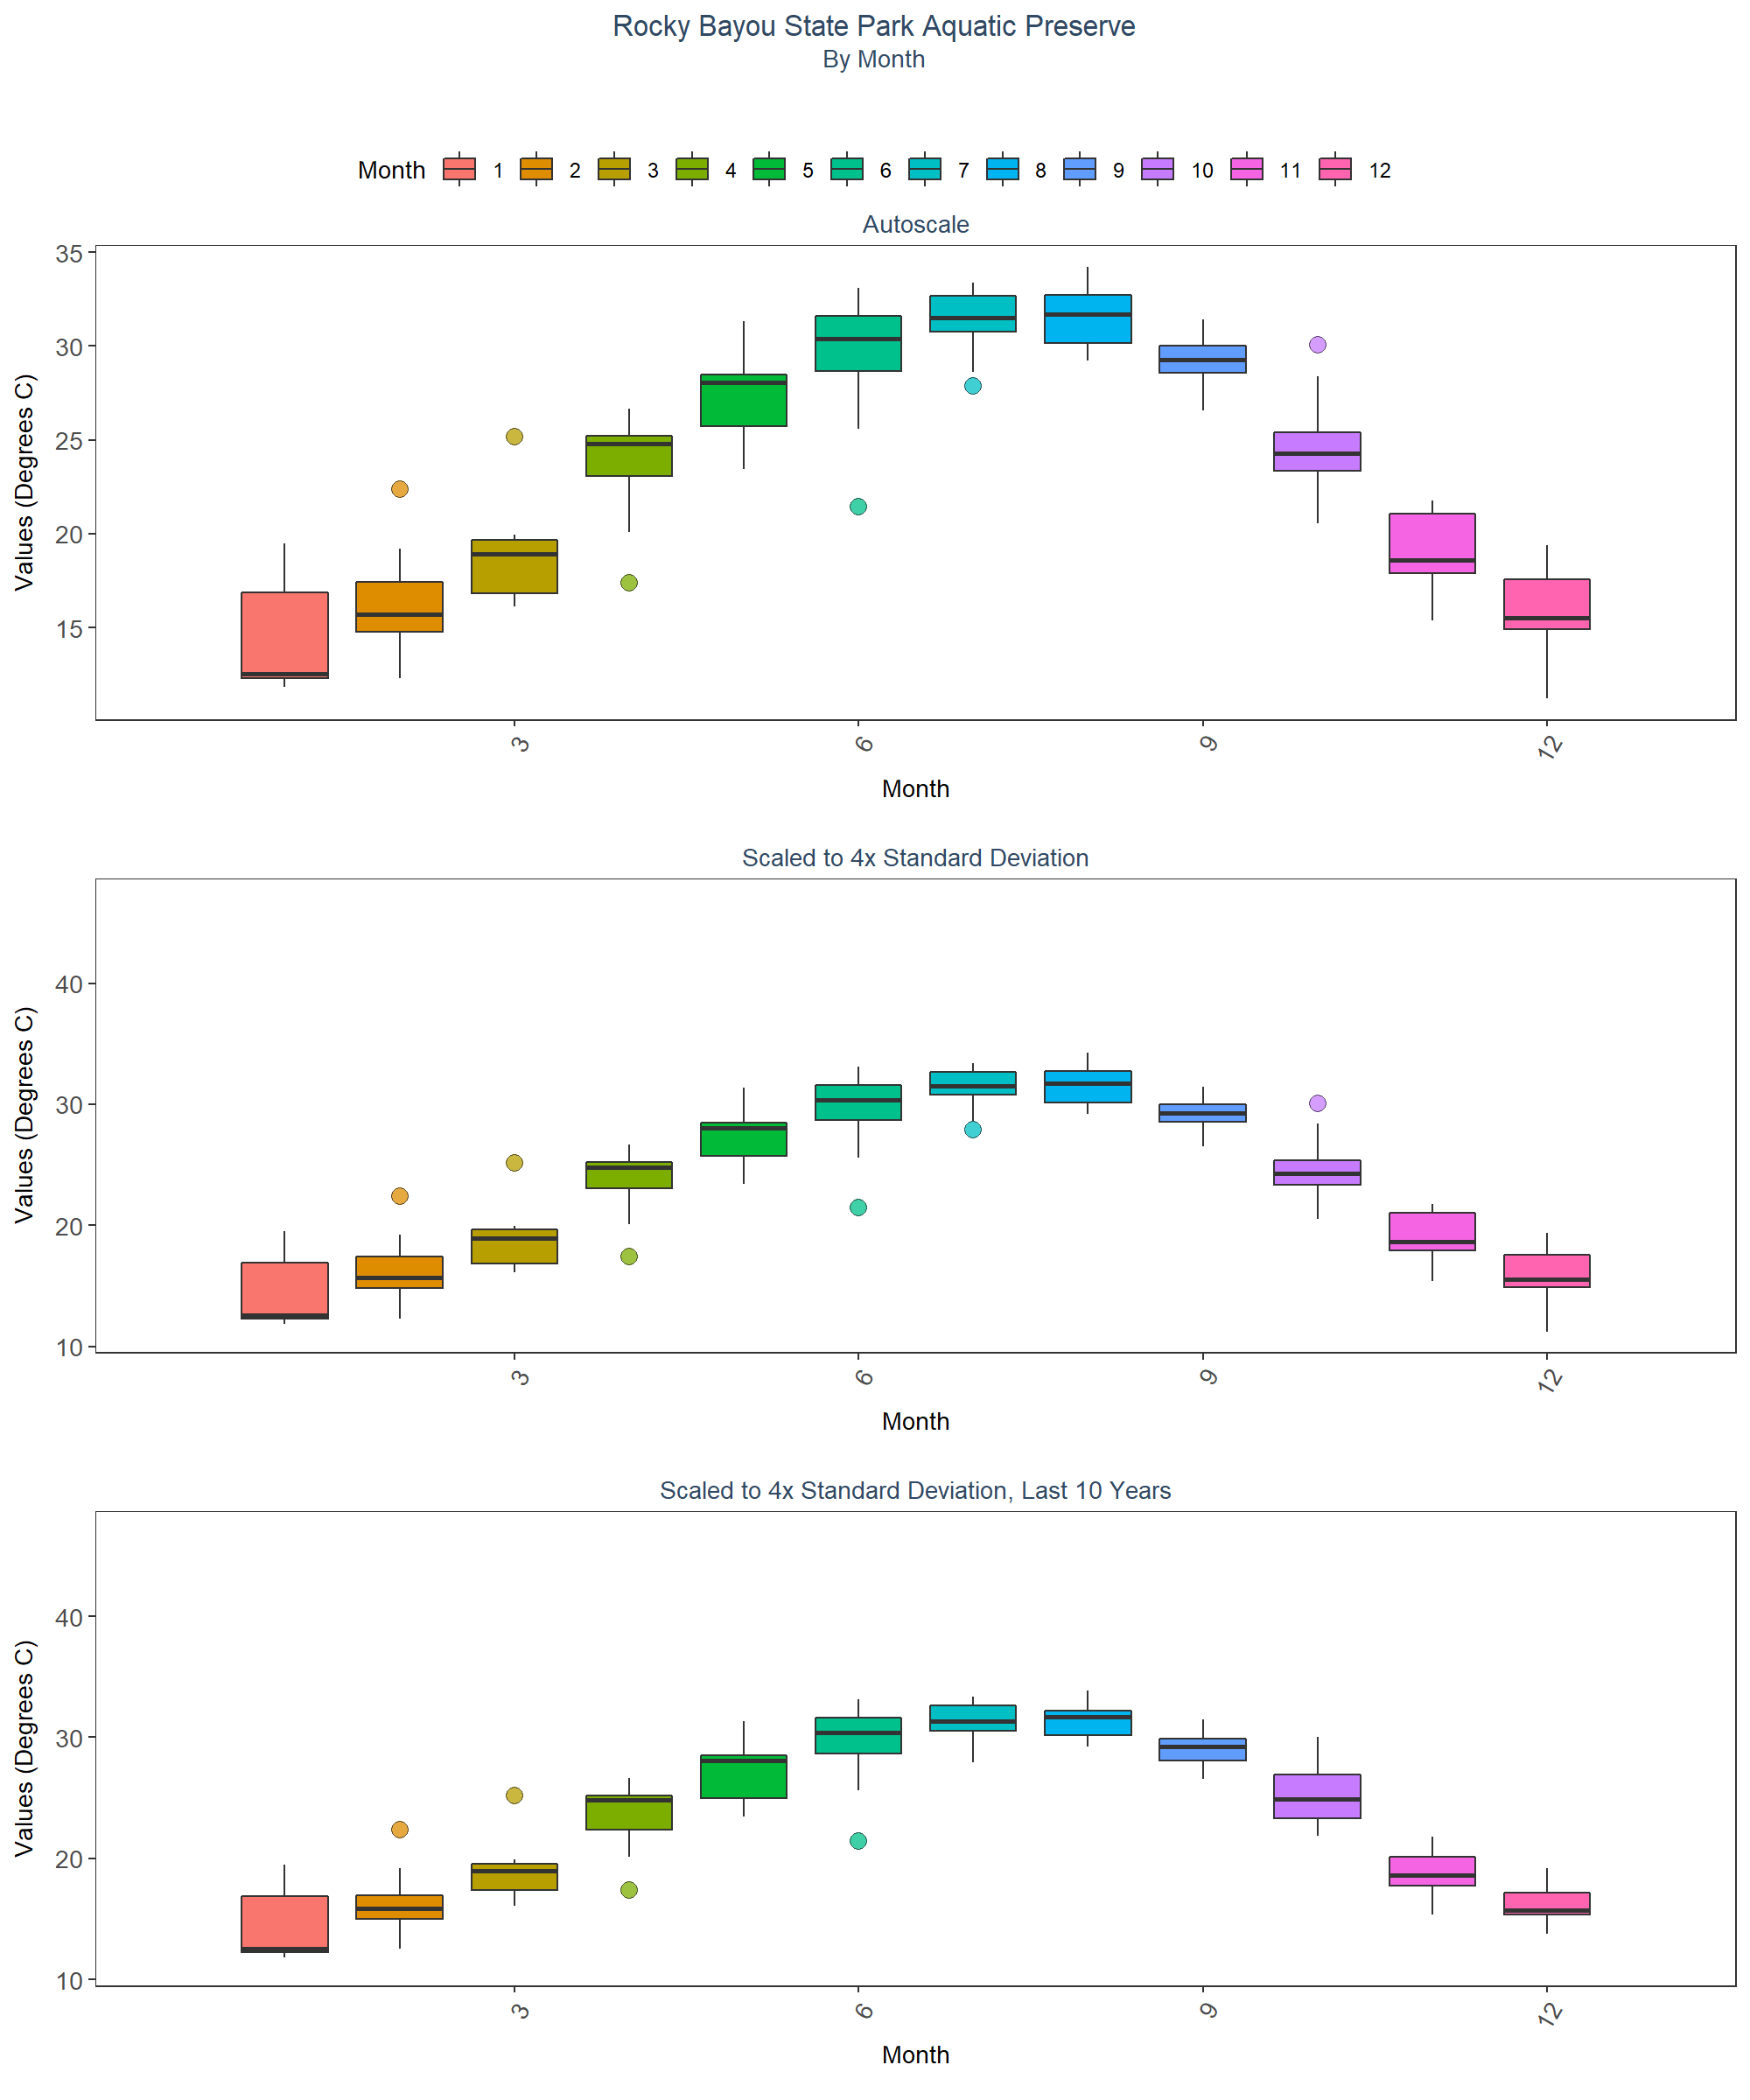 Rocky Bayou State Park Aquatic Preserve
By Month
Month 1 2 3 4 5 6 7 8 9 10 11 12
Autoscale
Values (Degrees C)
35
30
25
20
15
3 6 9 12
Month
Scaled to 4x Standard Deviation
Values (Degrees C)
40
30
20
10
3 6 9 12
Month
Scaled to 4x Standard Deviation, Last 10 Years
Values (Degrees C)
40
30
20
10
3 6 9 12
Month